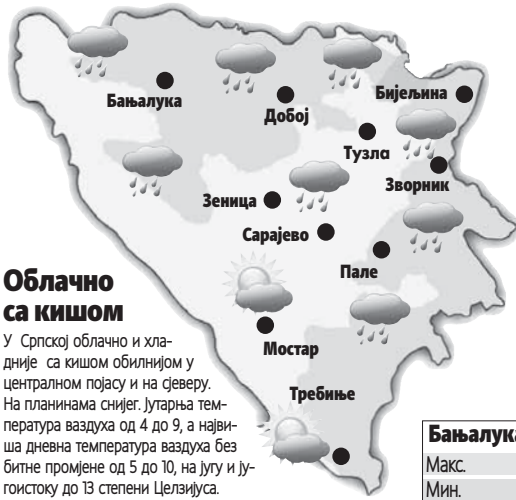 Бањалука
Добој
Бијељина
Тузла
Зворник
Зеница
Сарајево
Пале
Мостар
Требиње
Облачно
са кишом
У Српској облачно и хла-
дније са кишом обилнијом у
централном појасу и на сјеверу.
На планинама снијег. Јутарња тем-
пература ваздуха од 4 до 9, а најви-
ша дневна температура ваздуха без
битне промјене од 5 до 10, на југу и ју-
гоистоку до 13 степени Целзијуса.
Бањалука
Макс.
Мин.